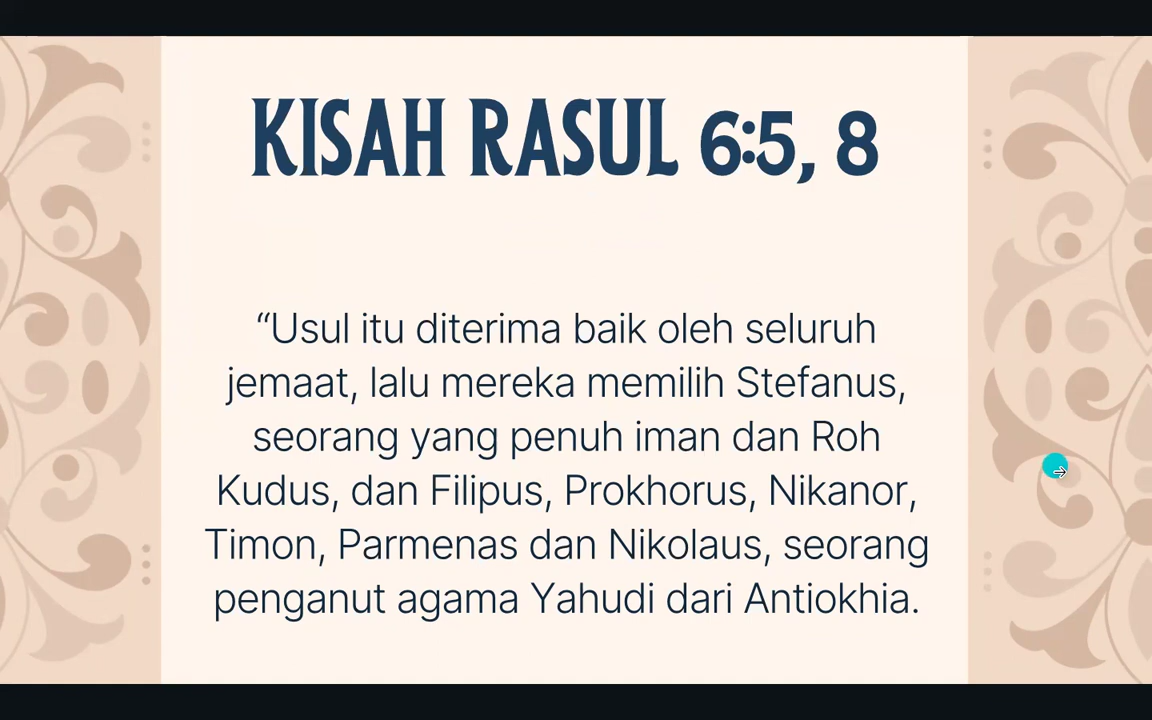 KISAH RASUL 6:5, 8
“Usul itu diterima baik oleh seluruh
jemaat, lalu mereka memilih Stefanus,
seorang yang penuh iman dan Roh
Kudus, dan Filipus, Prokhorus, Nikanor,
Timon, Parmenas dan Nikolaus, seorang
penganut agama Yahudi dari Antiokhia.